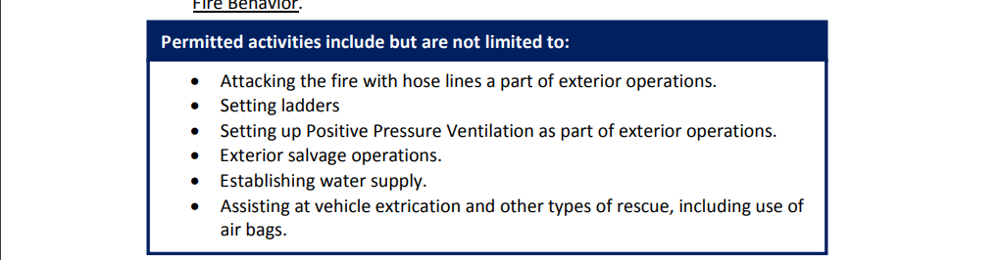 Fire Behavior.
Permitted activities include but are not limited to:
• Attacking the fire with hose lines a part of exterior operations.
• Setting ladders
• Setting up Positive Pressure Ventilation as part of exterior operations.
• Exterior salvage operations.
• Establishing water supply.
• Assisting at vehicle extrication and other types of rescue, including use of
air bags.